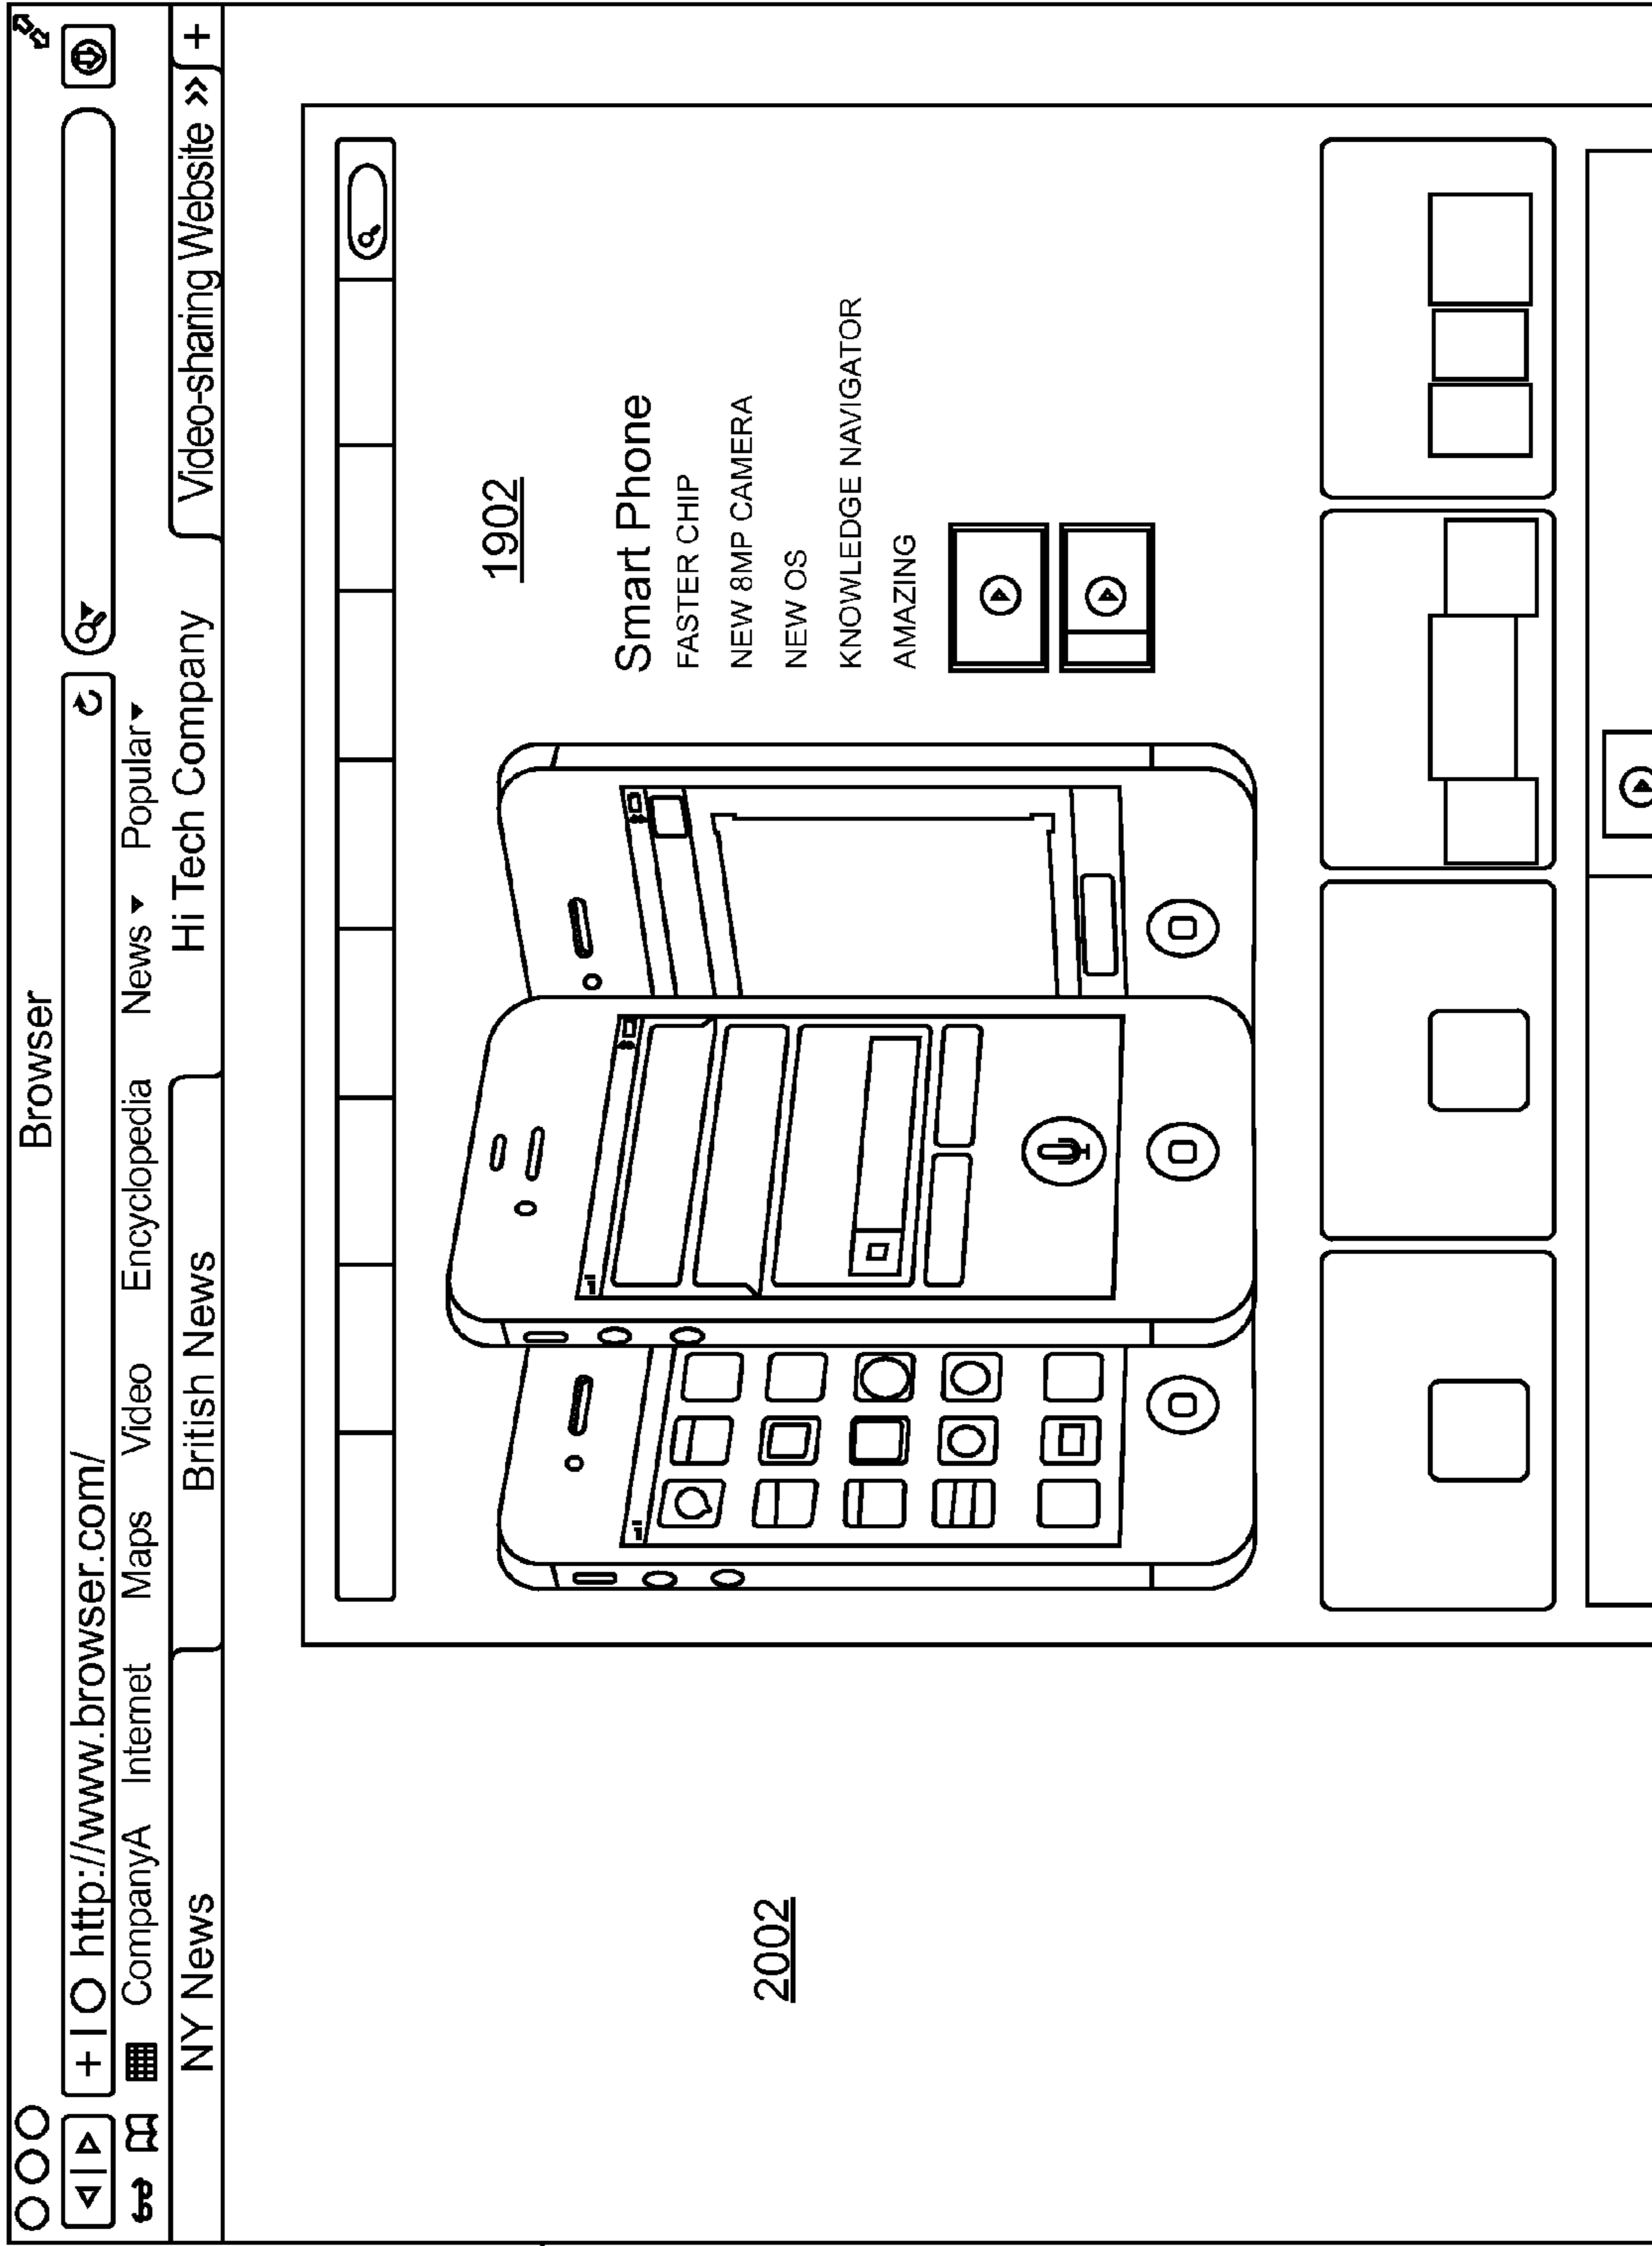 Browser
http://www.browser.com/
CompanyA Internet Maps Video Encyclopedia News Popular
NY News British News Hi Tech Company Video-sharing Website »  +
1902
Smart Phone
FASTER CHIP
NEW 8MP CAMERA
NEW OS
KNOWLEDGE NAVIGATOR
AMAZING
2002